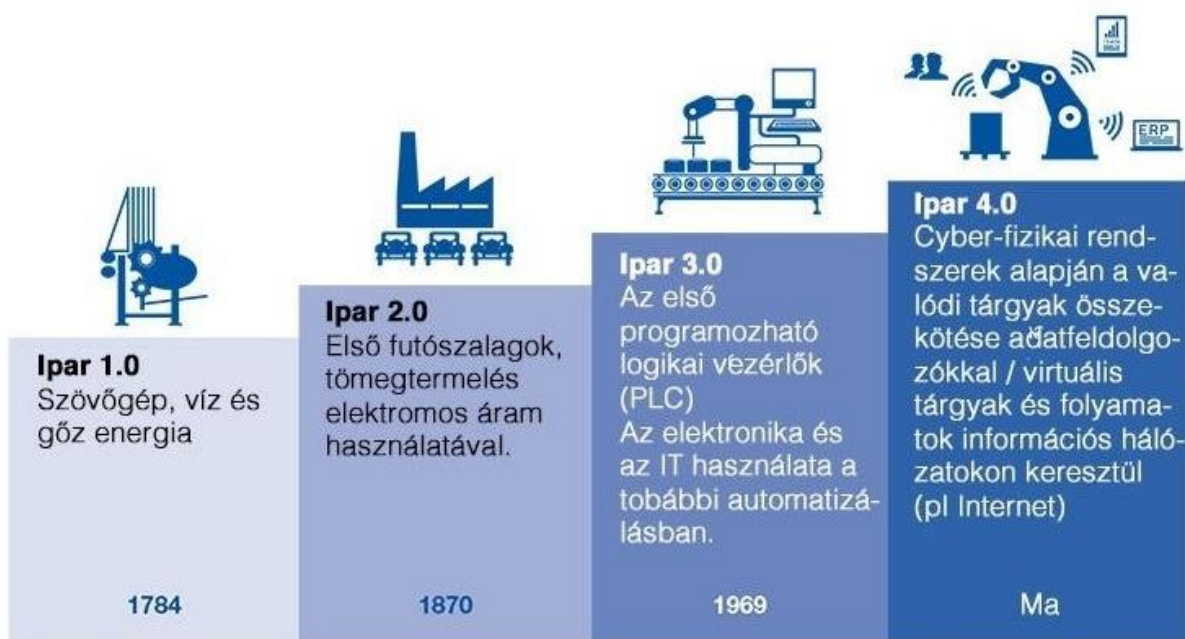 ERP
Ipar 1.0
Szövőgép, víz és
gőz energia
1784
Ipar 2.0
Első futószalagok,
tömegtermelés
elektromos áram
használatával.
1870
Ipar 3.0
Az első
programozható
logikai vezérlők
(PLC)
Az elektronika és
az IT használata a
tobábbi automatizá-
lásban.
1969
Ipar 4.0
Cyber-fizikai rend-
szerek alapján a va-
lódi tárgyak össze-
kötése adatfeldolgo-
zókkal / virtuális
tárgyak és folyama-
tok információs háló-
zatokon keresztül
(pl Internet)
Ma